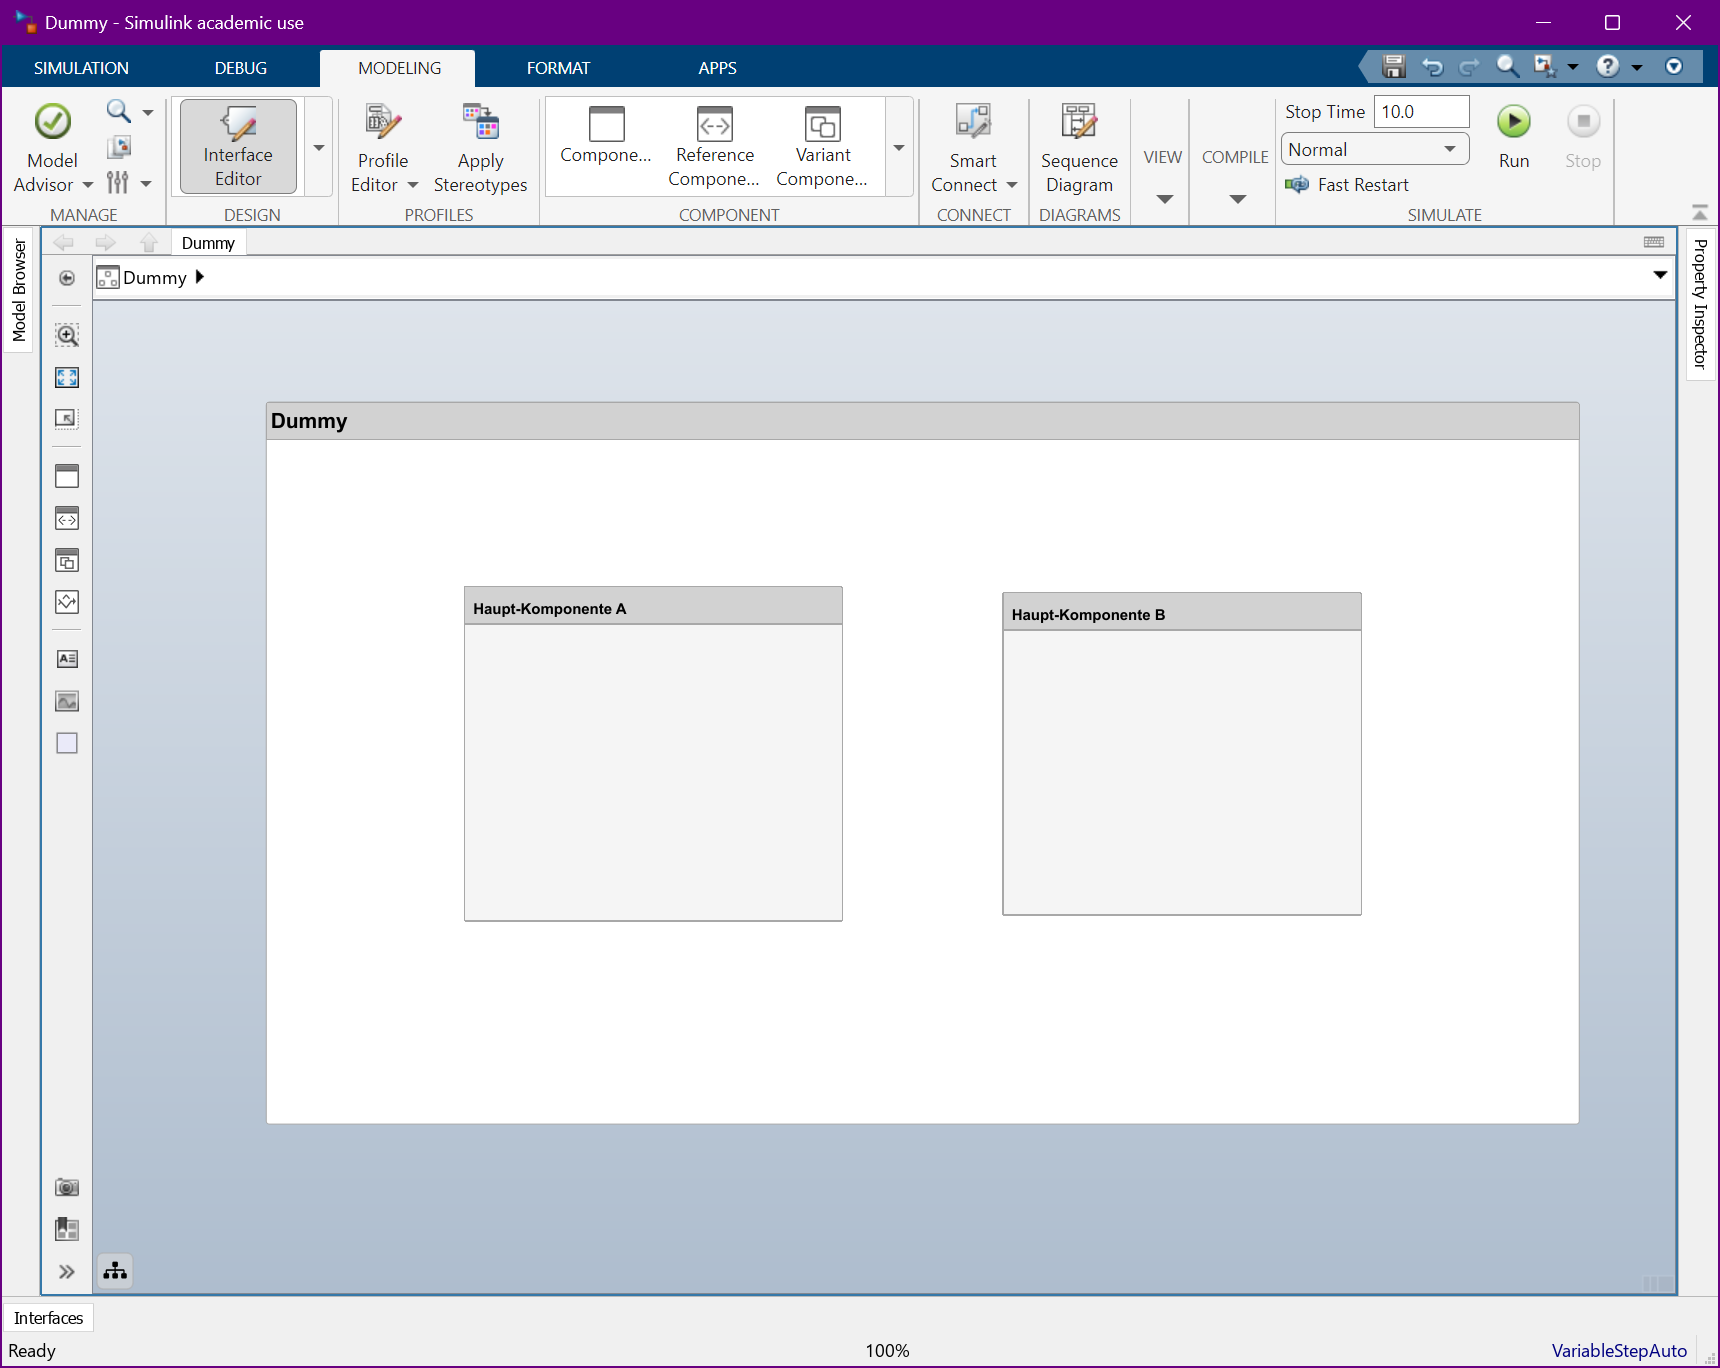 Dummy - Simulink academic use
SIMULATION DEBUG MODELING FORMAT APPS
Model Advisor
MANAGE
Interface Editor
DESIGN
Profile Editor
Apply Stereotypes
PROFILES
Compone...
Reference Compone...
Variant Compone...
COMPONENT
Smart Connect
CONNECT
Sequence Diagram
DIAGRAMS
VIEW
COMPILE
Stop Time 10.0
Normal
Fast Restart
Run
Stop
SIMULATE
Model Browser
Dummy
Dummy
Property Inspector
Dummy
Haupt-Komponente A
Haupt-Komponente B
Interfaces
Ready 100% VariableStepAuto